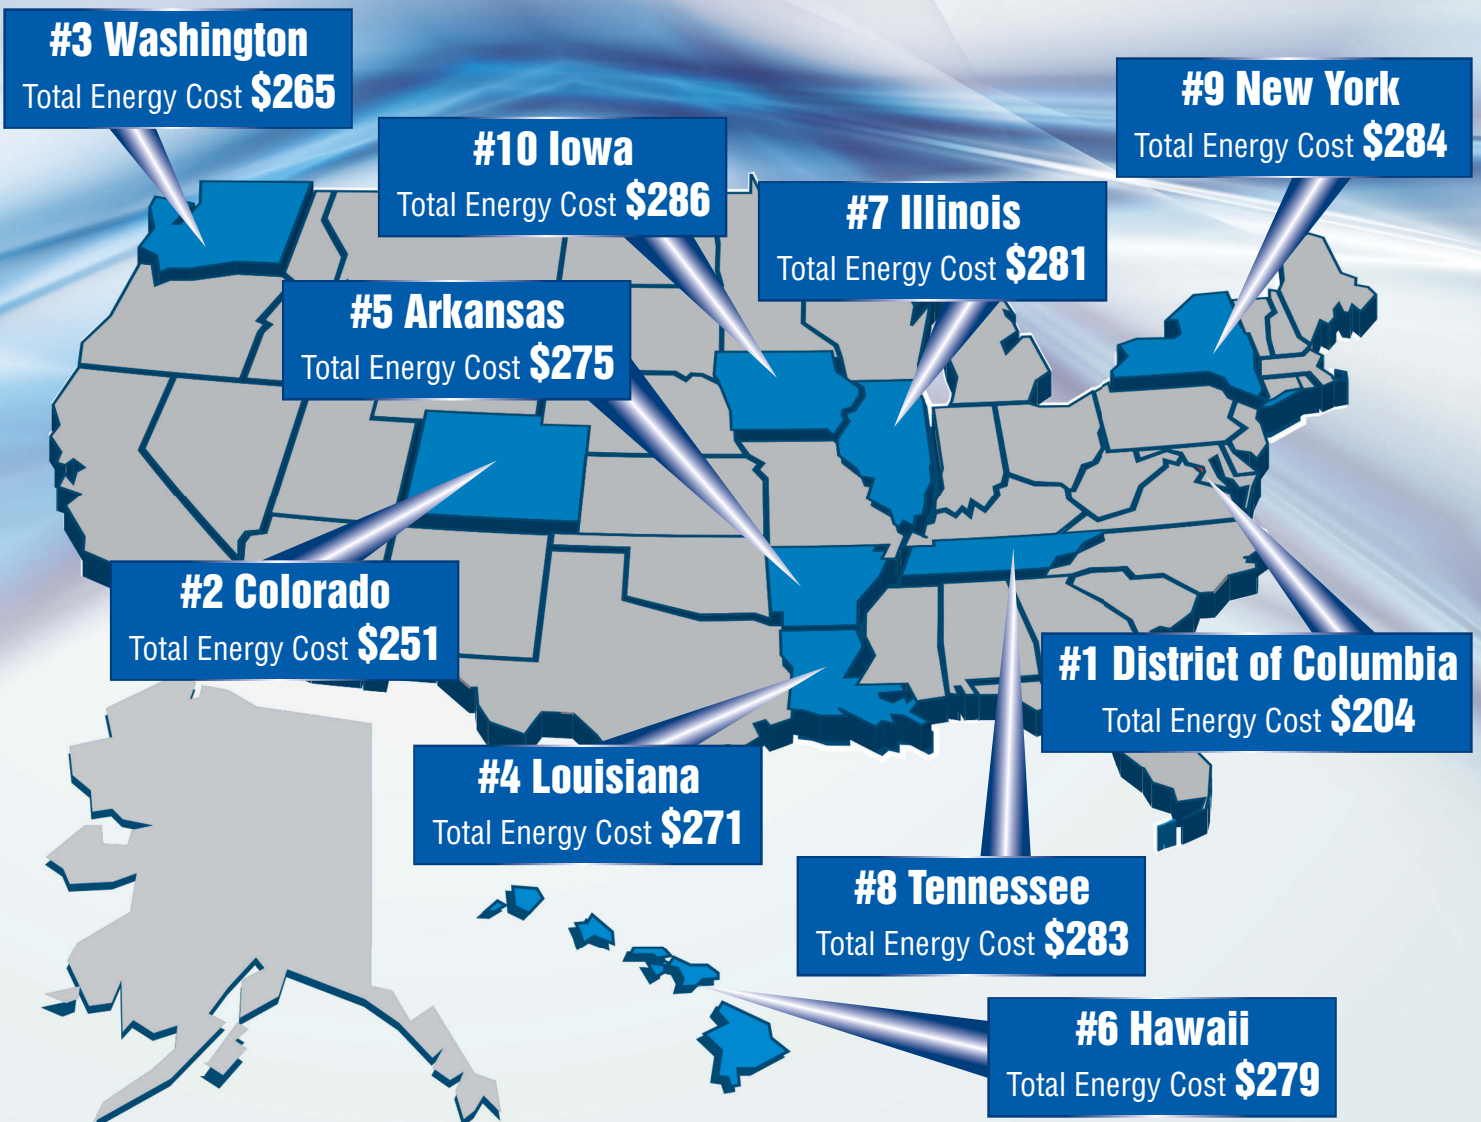 #3 Washington
Total Energy Cost $265
#9 New York
Total Energy Cost $284
#10 Iowa
Total Energy Cost $286
#7 Illinois
Total Energy Cost $281
#5 Arkansas
Total Energy Cost $275
#2 Colorado
Total Energy Cost $251
#1 District of Columbia
Total Energy Cost $204
#4 Louisiana
Total Energy Cost $271
#8 Tennessee
Total Energy Cost $283
#6 Hawaii
Total Energy Cost $279